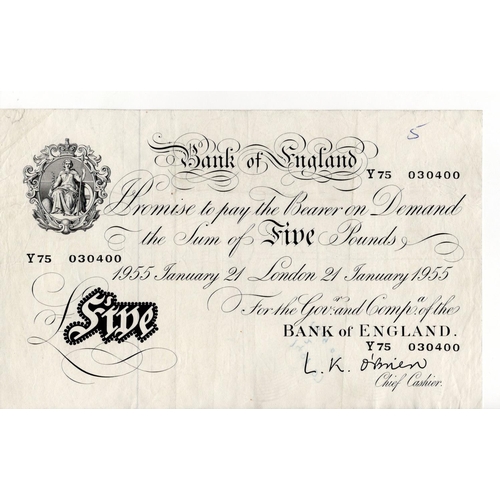 5
Bank of England
Y75 030400
Promise to pay the Bearer on Demand
the Sum of Five Pounds
Y75 030400
1955 January 21 London 21 January 1955
£Five
For the Gov.r and Comp.a of the
BANK of ENGLAND.
Y75 030400
L. K. O'Brien
Chief Cashier.